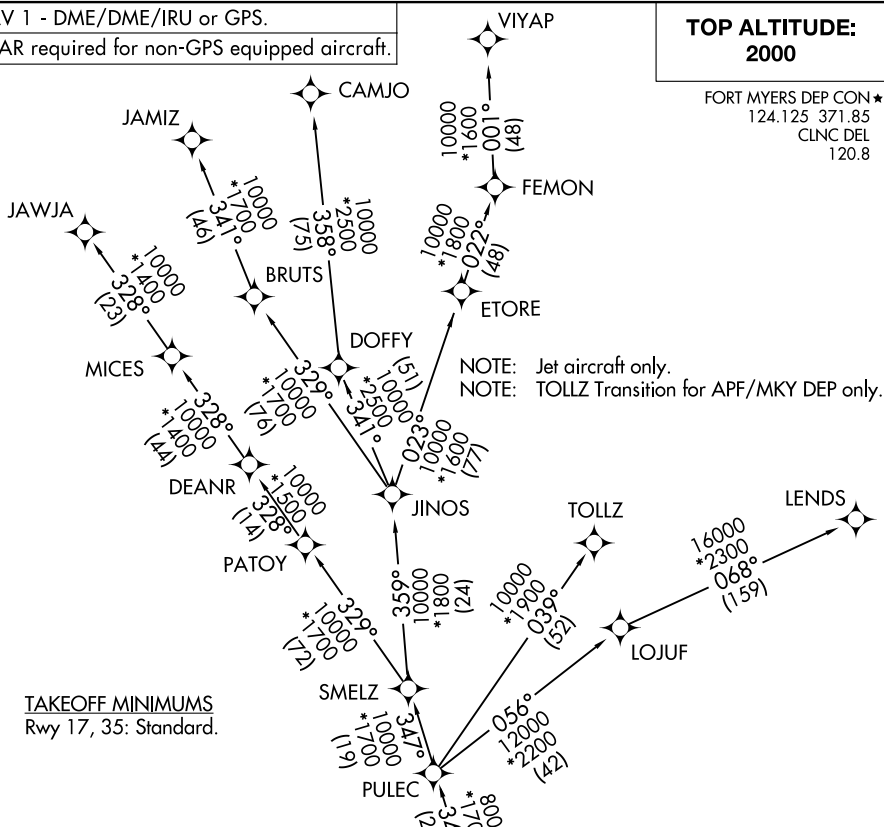 V 1 - DME/DME/IRU or GPS.
AR required for non-GPS equipped aircraft.
TOP ALTITUDE:
2000
FORT MYERS DEP CON★
124.125 371.85
CLNC DEL
120.8
VIYAP
10000
*1600
001°
(48)
CAMJO
JAMIZ
FEMON
JAWJA
10000
*1700
341°
(46)
10000
*2500
358°
(75)
10000
*1800
022°
(48)
10000
*1400
328°
(23)
BRUTS
ETORE
DOFFY
MICES
NOTE: Jet aircraft only.
NOTE: TOLLZ Transition for APF/MKY DEP only.
329°
10000
*1700
(76)
(51)
10000
*2500
341°
023°
10000
*1600
(77)
328°
10000
*1400
(44)
DEANR
10000
*1500
328°
(14)
JINOS
TOLLZ
LENDS
PATOY
16000
*2300
068°
(159)
359°
10000
*1800
(24)
10000
*1900
039°
(52)
329°
10000
*1700
(72)
LOJUF
SMELZ
TAKEOFF MINIMUMS
Rwy 17, 35: Standard.
347°
10000
*1700
(19)
056°
12000
*2200
(42)
PULEC